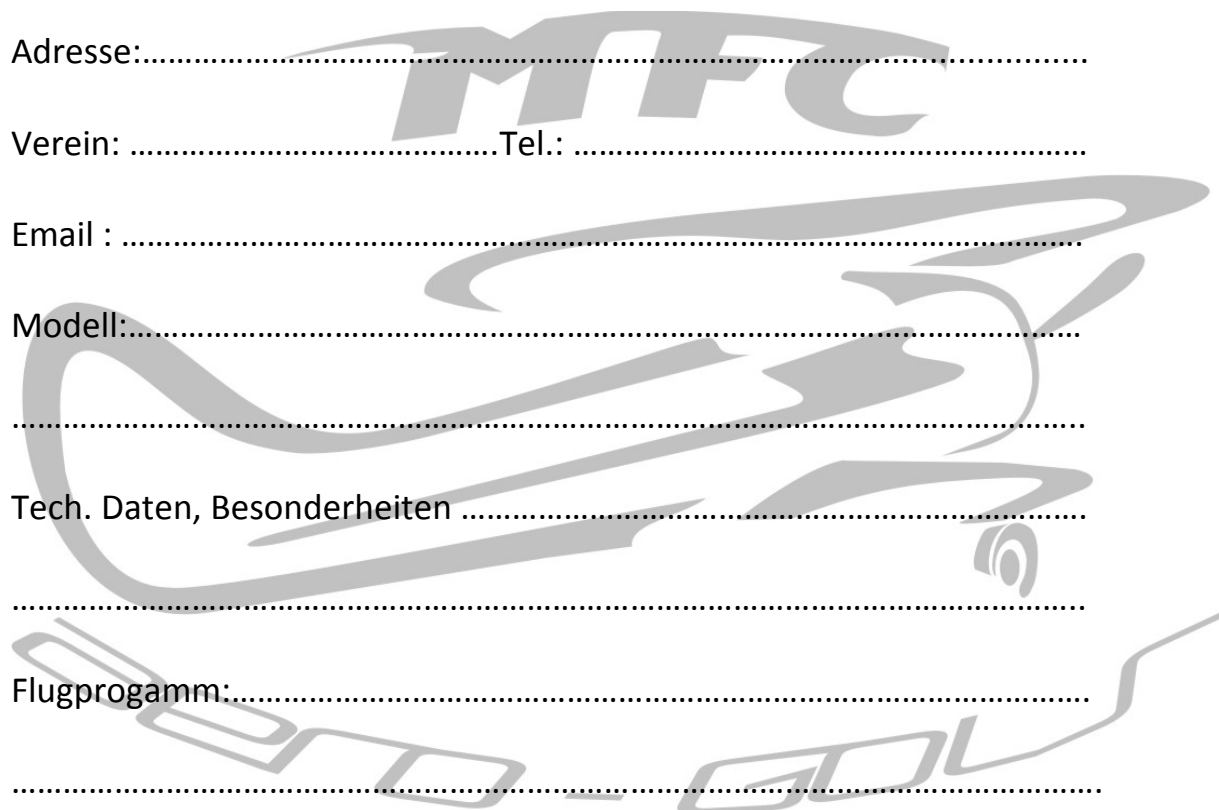 MFC
Adresse:………………………………………………………………………………………………
Verein: …………………………………….Tel.: ……………………………………………………
Email : ………………………………………………………………………………………………….
Modell:…………………………………………………………………………………………………
………………………………………………………………………………………………………………..
Tech. Daten, Besonderheiten ……………………………………………………………….
………………………………………………………………………………………………………………..
Flugprogamm:……………………………………………………………………………………….
………………………………………………………………………………………………………………….